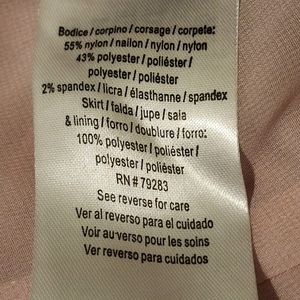 Bodice / corpino / corsage / corpete:
55% nylon / nailon / nylon / nylon
43% polyester / poliéster /
polyester / poliéster
2% spandex / licra / élasthanne / spandex
Skirt / falda / jupe / sala
& lining / forro / doublure / forro:
100% polyester / poliéster /
polyester / poliéster
RN # 79283
See reverse for care
Ver al reverso para el cuidado
Voir au-verso pour les soins
Ver reverso para cuidados